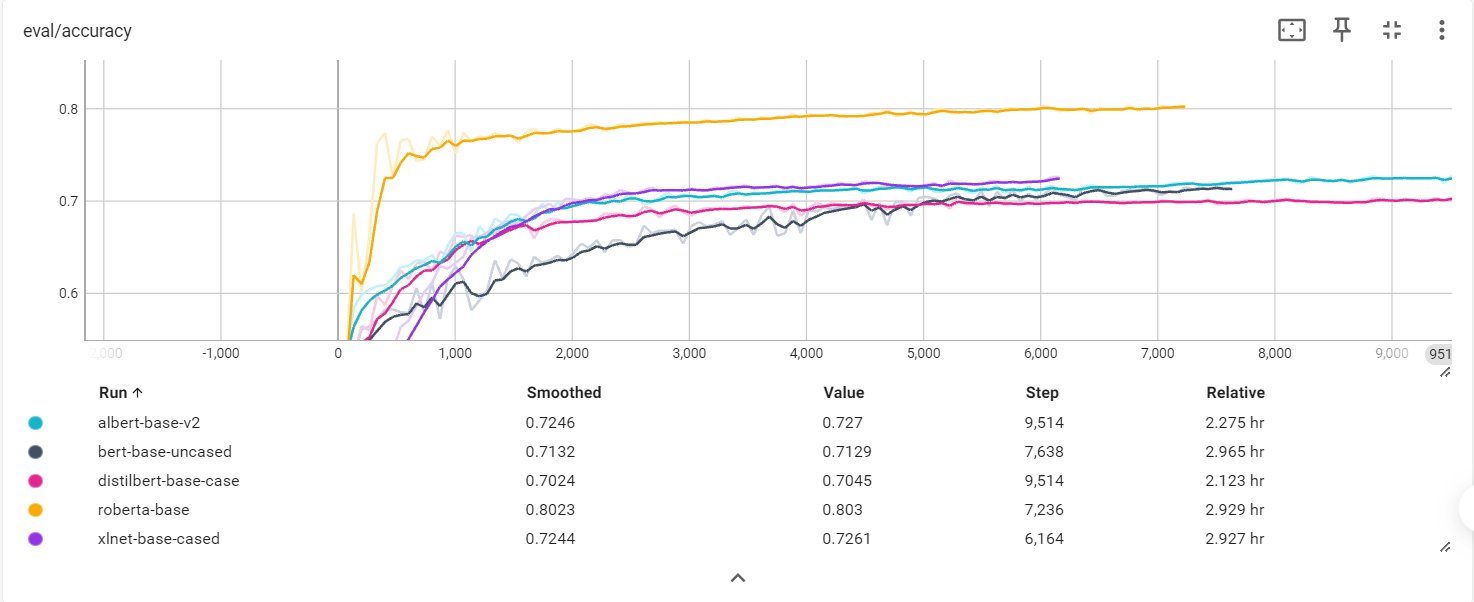 eval/accuracy
0.8
0.7
0.6
2,000 -1,000 0 1,000 2,000 3,000 4,000 5,000 6,000 7,000 8,000 9,000 951
Run ↑ Smoothed Value Step Relative
albert-base-v2 0.7246 0.727 9,514 2.275 hr
bert-base-uncased 0.7132 0.7129 7,638 2.965 hr
distilbert-base-case 0.7024 0.7045 9,514 2.123 hr
roberta-base 0.8023 0.803 7,236 2.929 hr
xlnet-base-cased 0.7244 0.7261 6,164 2.927 hr